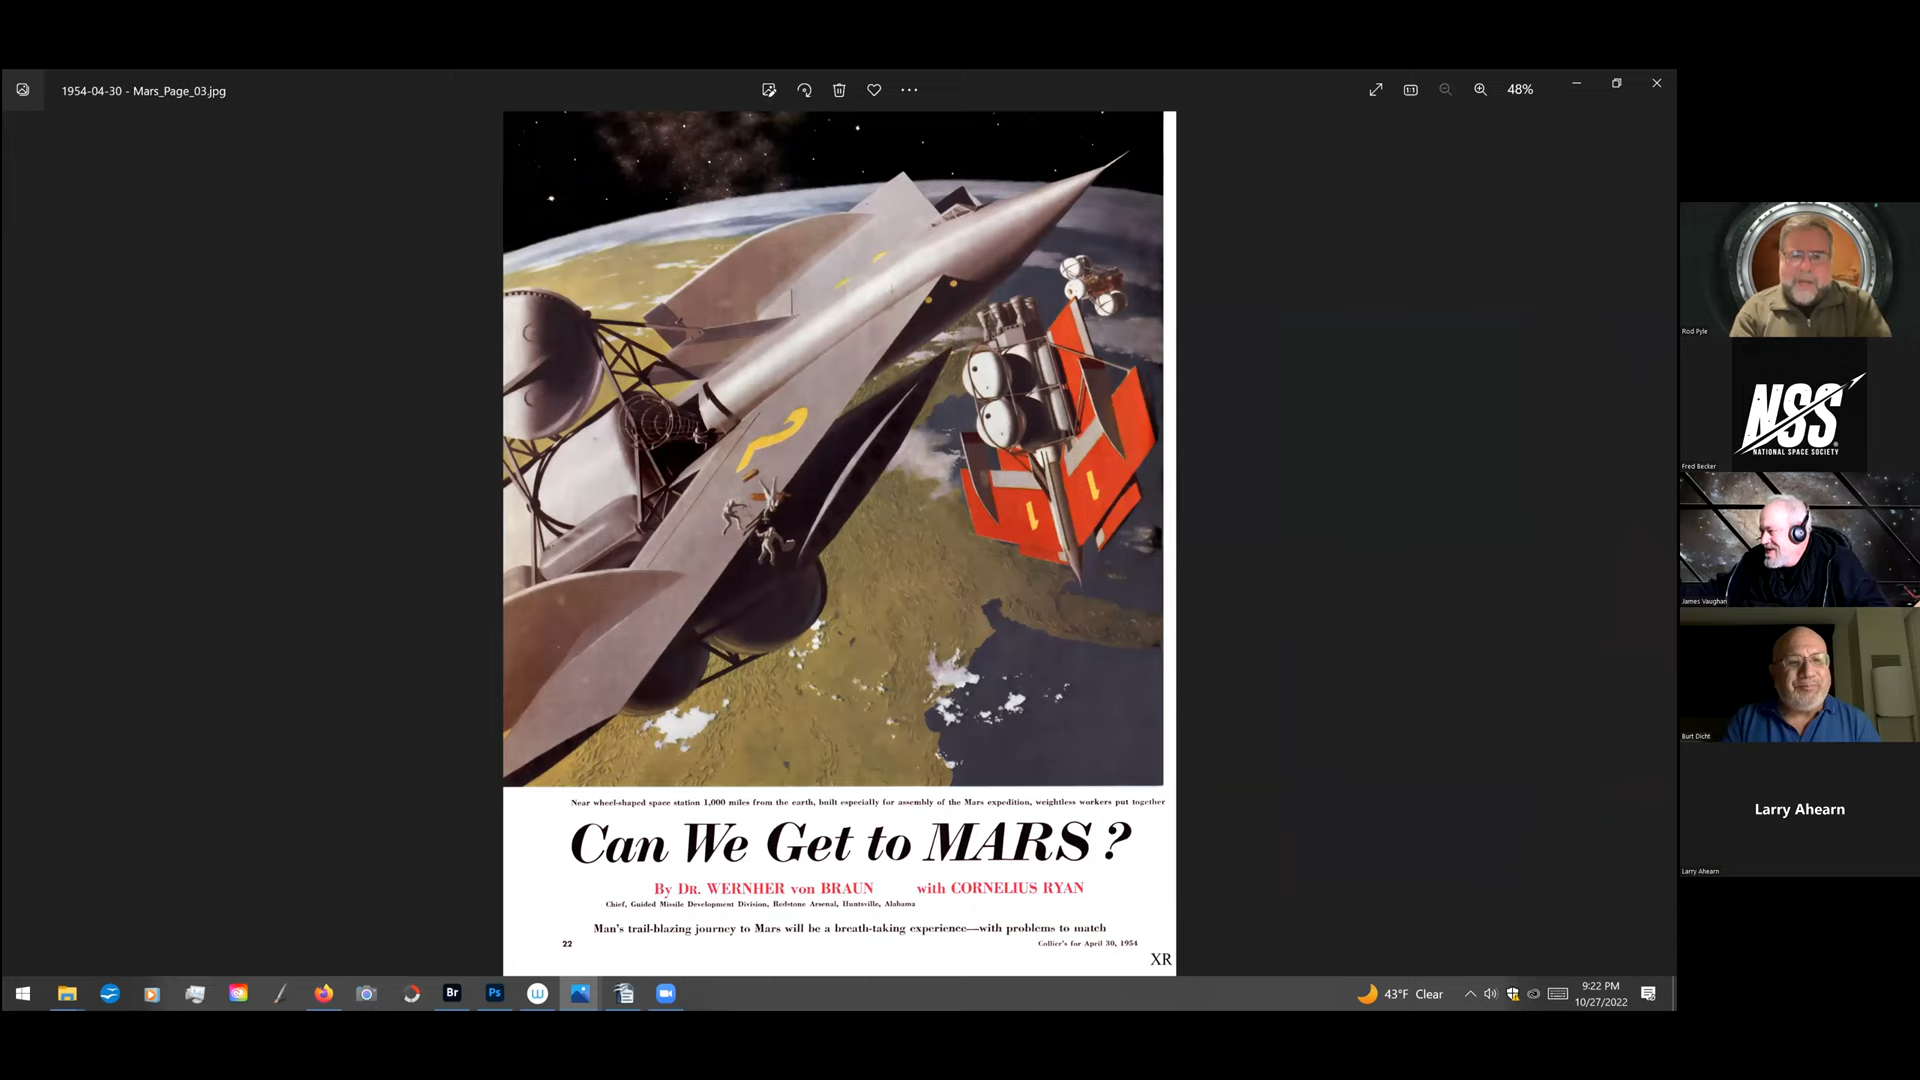 1954-04-30 - Mars_Page_03.jpg
48%
2
1
1
Near wheel-shaped space station 1,000 miles from the earth, built especially for assembly of the Mars expedition, weightless workers put together
Can We Get to MARS?
By DR. WERNHER von BRAUN with CORNELIUS RYAN
Chief, Guided Missile Development Division, Redstone Arsenal, Huntsville, Alabama
Man's trail-blazing journey to Mars will be a breath-taking experience—with problems to match
22
Collier's for April 30, 1954
XR
Rod Pyle
NSS
NATIONAL SPACE SOCIETY
Fred Becker
James Vaughan
Burt Dicht
Larry Ahearn
Larry Ahearn
Br
Ps
W
43°F Clear
9:22 PM
10/27/2022